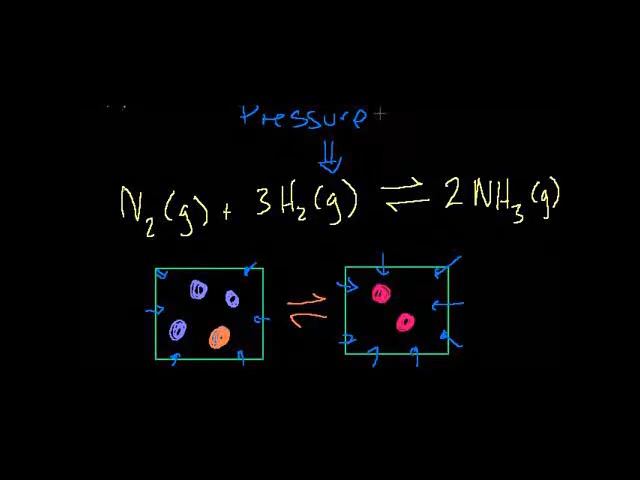 Pressure
N₂(g) + 3H₂(g) ⇌ 2NH₃(g)